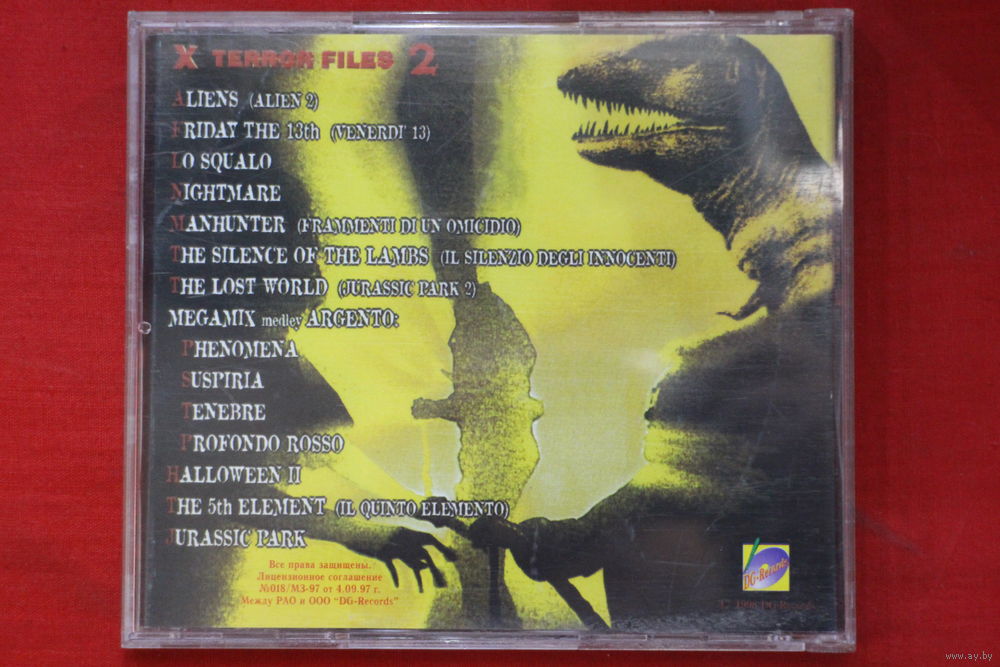 X TERROR FILES 2
ALIENS (ALIEN 2)
FRIDAY THE 13th (VENERDI' 13)
LO SQUALO
NIGHTMARE
MANHUNTER (FRAMMENTI DI UN OMICIDIO)
THE SILENCE OF THE LAMBS (IL SILENZIO DEGLI INNOCENTI)
THE LOST WORLD (JURASSIC PARK 2)
MEGAMIX medley ARGENTO:
PHENOMENA
SUSPIRIA
TENEBRE
PROFONDO ROSSO
HALLOWEEN II
THE 5th ELEMENT (IL QUINTO ELEMENTO)
JURASSIC PARK
Все права защищены.
Лицензионное соглашение
№018/МЗ-97 от 4.09.97 г.
Между РАО и ООО "DG-Records"
DG-Records
1998 DG-Records
www.ay.by